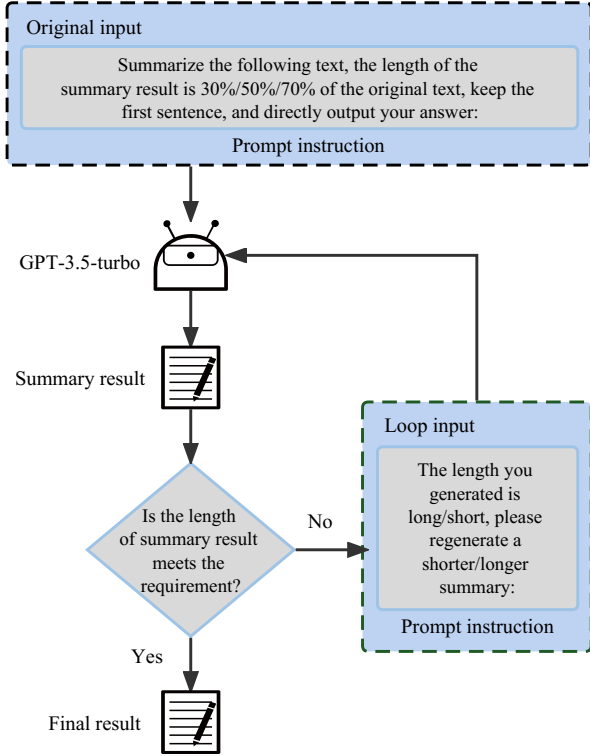 Original input
Summarize the following text, the length of the
summary result is 30%/50%/70% of the original text, keep the
first sentence, and directly output your answer:
Prompt instruction
GPT-3.5-turbo
Summary result
Loop input
The length you
generated is
long/short, please
regenerate a
shorter/longer
summary:
Prompt instruction
Is the length
of summary result
meets the
requirement?
No
Yes
Final result